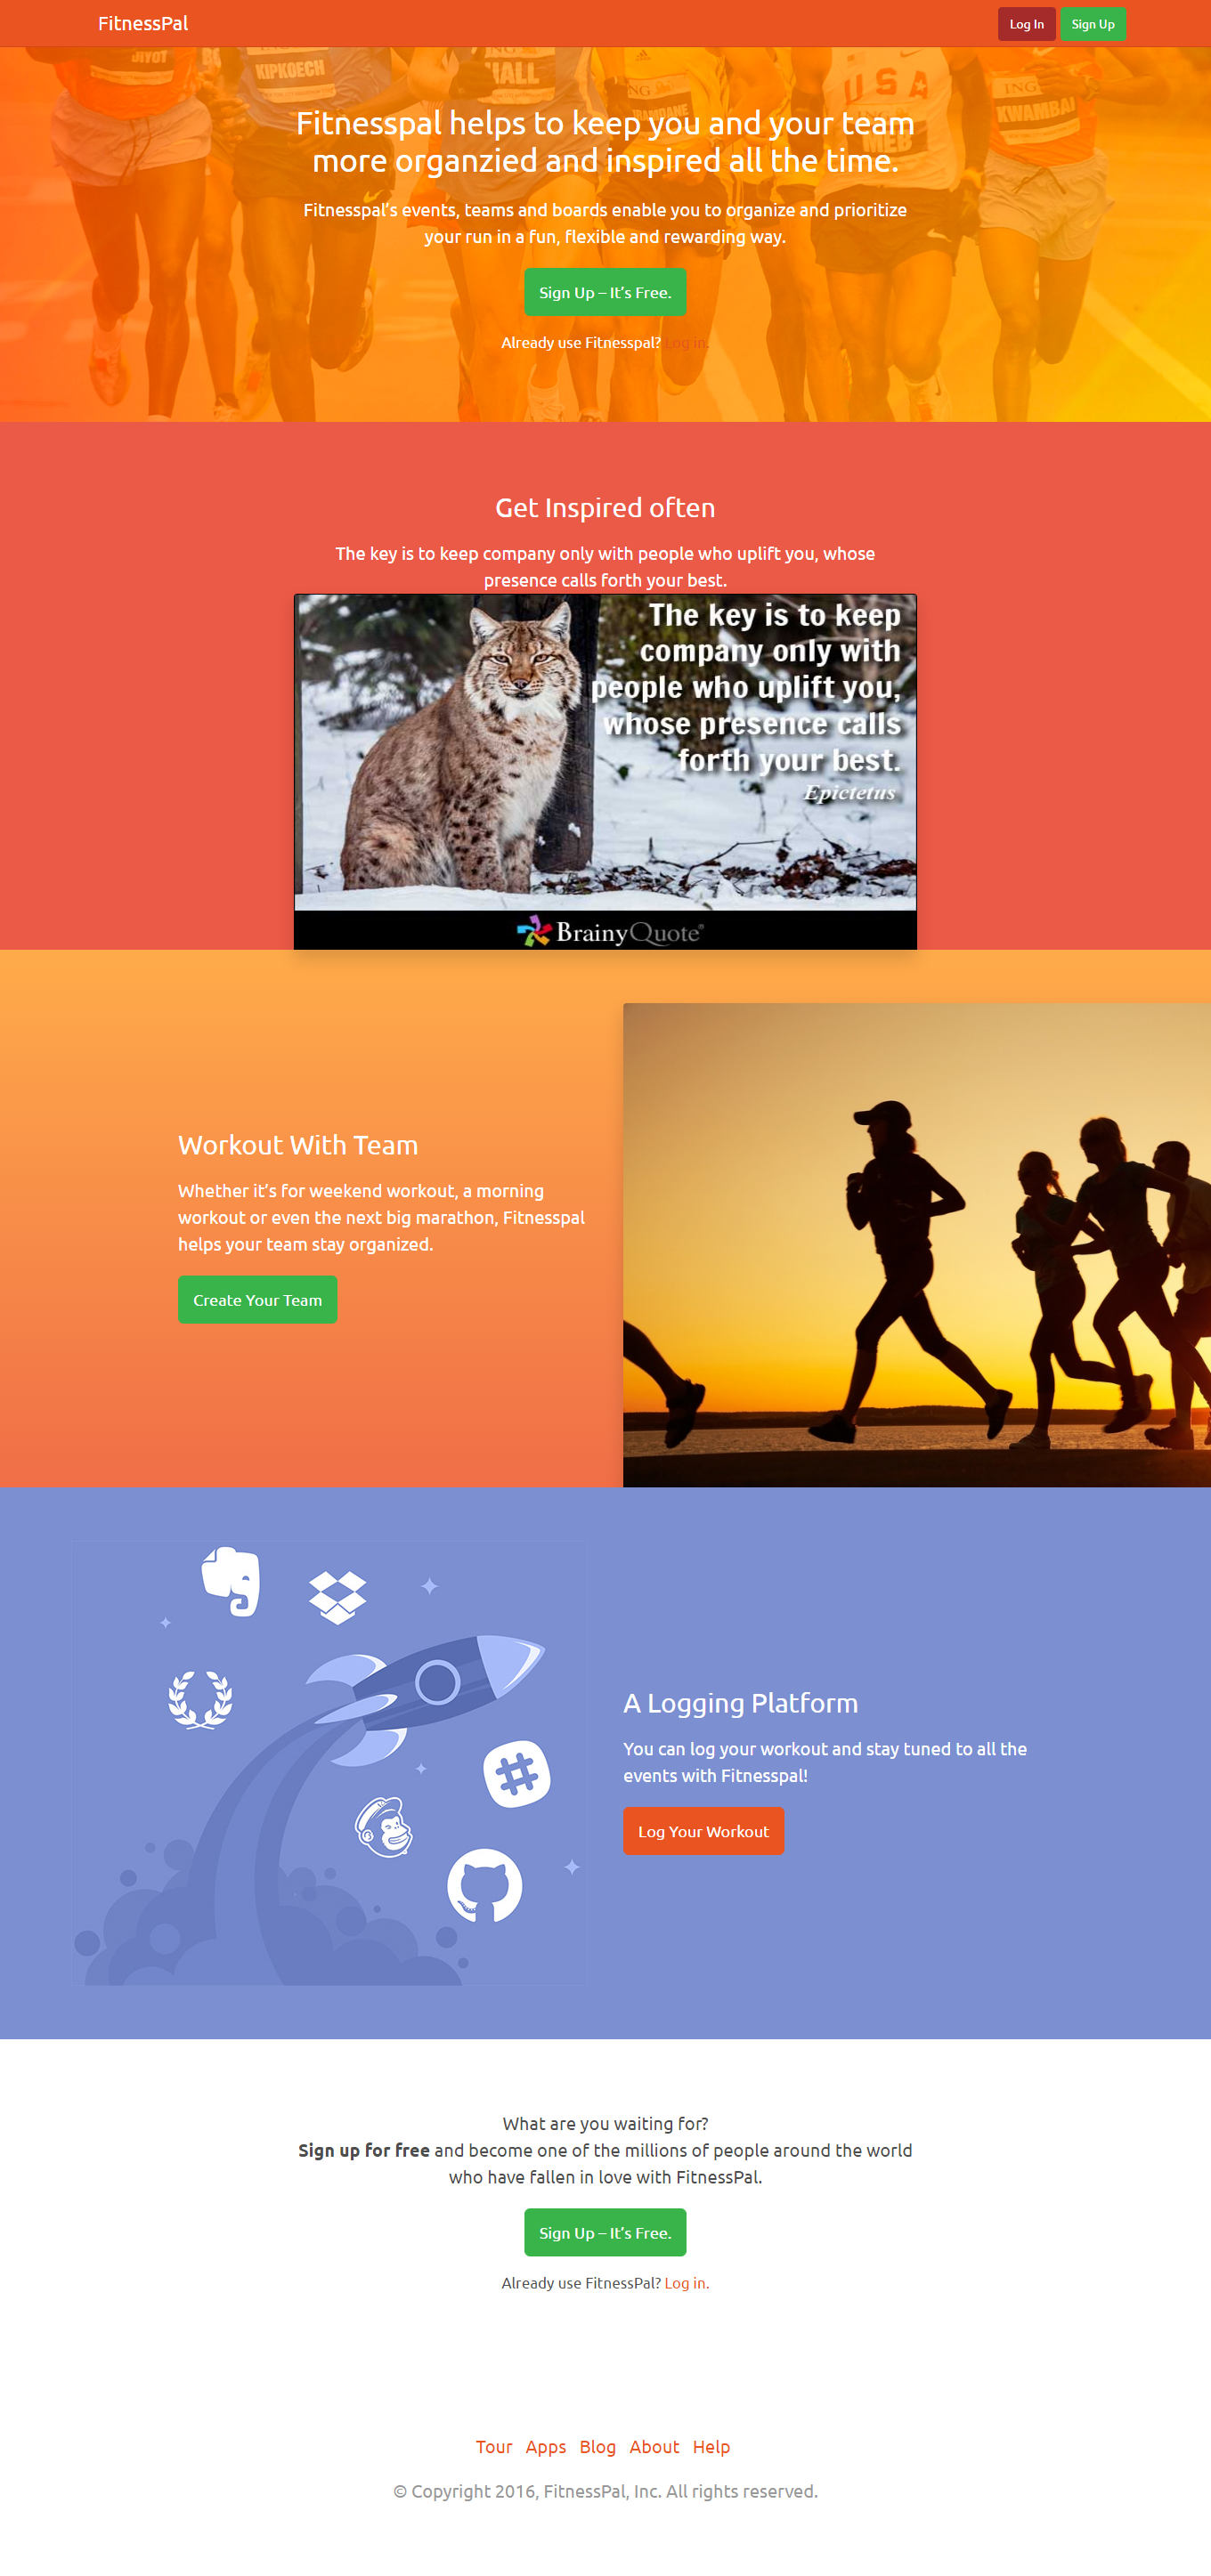 FitnessPal
Log In
Sign Up
JIYOT
KIPKOECH
HALL
USA
MEB
ING
KWAMBAI
Fitnesspal helps to keep you and your team
more organzied and inspired all the time.
Fitnesspal's events, teams and boards enable you to organize and prioritize
your run in a fun, flexible and rewarding way.
Sign Up – It's Free.
Already use Fitnesspal? Log in.
Get Inspired often
The key is to keep company only with people who uplift you, whose
presence calls forth your best.
The key is to keep
company only with
people who uplift you,
whose presence calls
forth your best.
Epictetus
BrainyQuote®
Workout With Team
Whether it's for weekend workout, a morning
workout or even the next big marathon, Fitnesspal
helps your team stay organized.
Create Your Team
A Logging Platform
You can log your workout and stay tuned to all the
events with Fitnesspal!
Log Your Workout
What are you waiting for?
Sign up for free and become one of the millions of people around the world
who have fallen in love with FitnessPal.
Sign Up – It's Free.
Already use FitnessPal? Log in.
Tour Apps Blog About Help
© Copyright 2016, FitnessPal, Inc. All rights reserved.